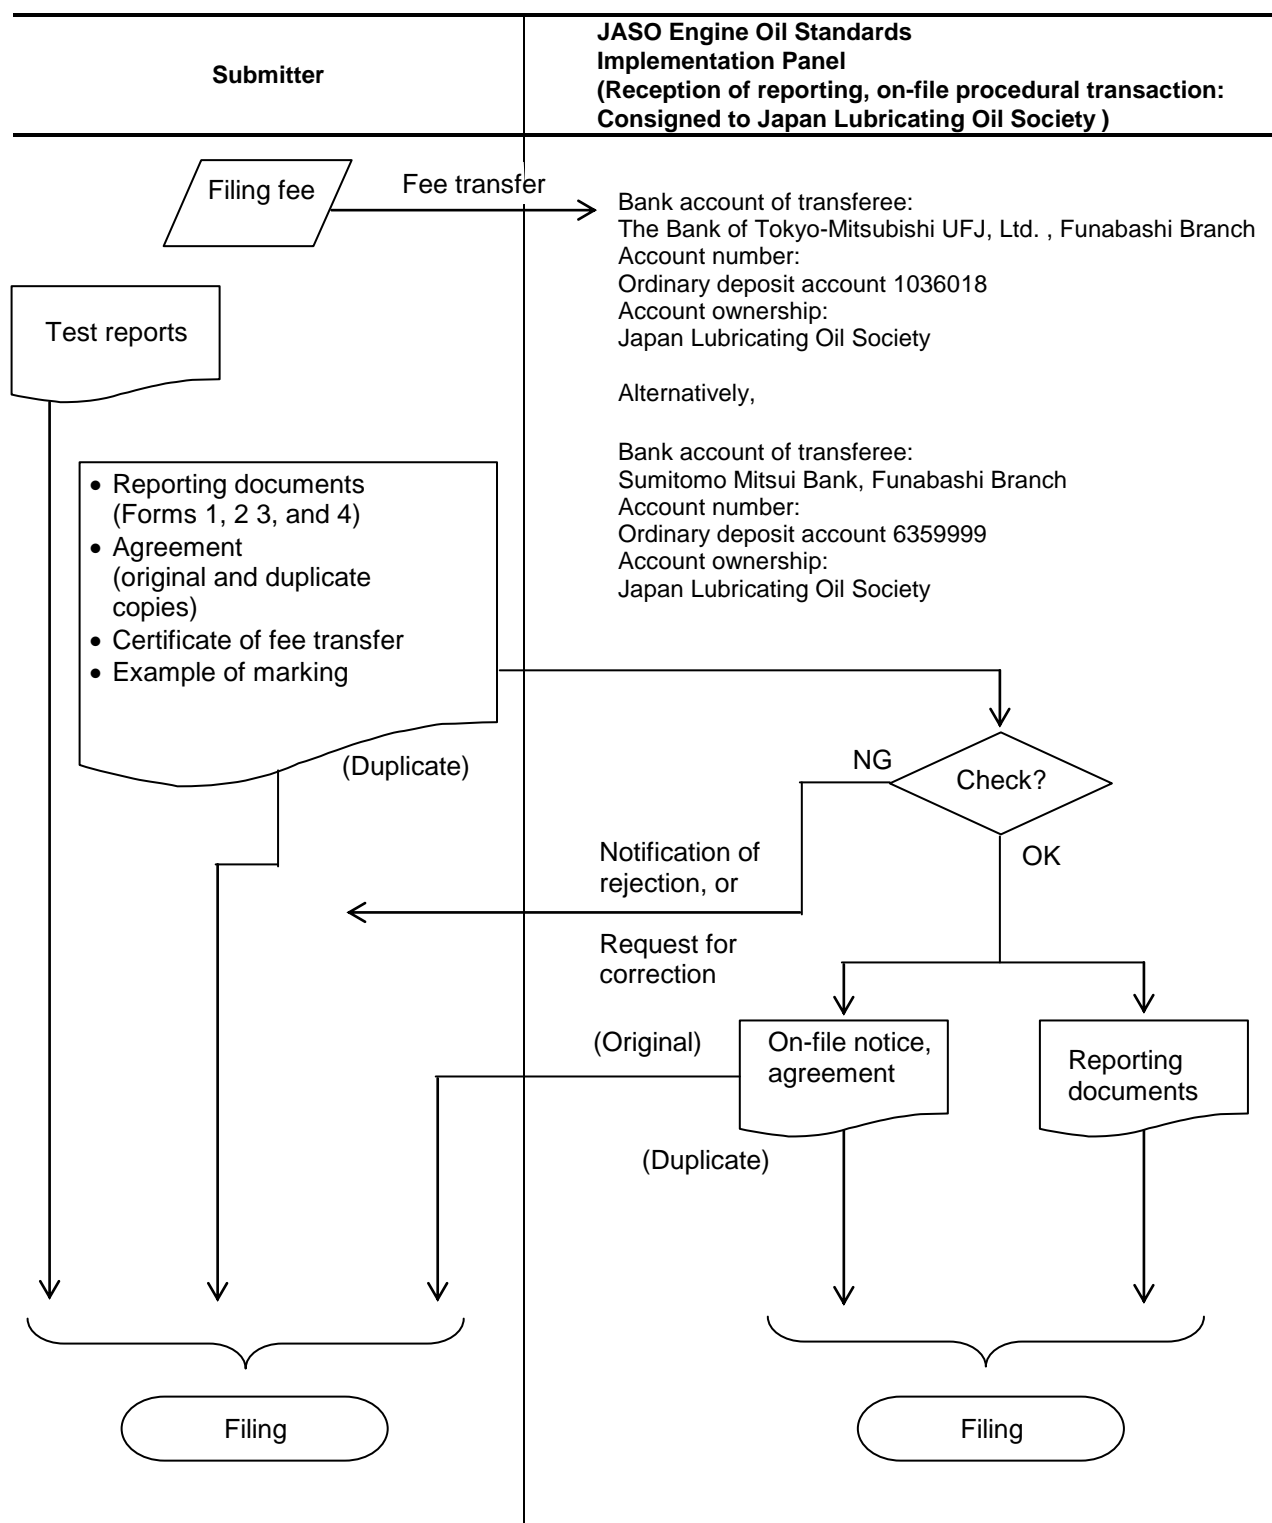 Submitter
JASO Engine Oil Standards
Implementation Panel
(Reception of reporting, on-file procedural transaction:
Consigned to Japan Lubricating Oil Society )
Filing fee
Fee transfer
Bank account of transferee:
The Bank of Tokyo-Mitsubishi UFJ, Ltd. , Funabashi Branch
Account number:
Ordinary deposit account 1036018
Account ownership:
Japan Lubricating Oil Society
Alternatively,
Bank account of transferee:
Sumitomo Mitsui Bank, Funabashi Branch
Account number:
Ordinary deposit account 6359999
Account ownership:
Japan Lubricating Oil Society
Test reports
• Reporting documents
(Forms 1, 2 3, and 4)
• Agreement
(original and duplicate
copies)
• Certificate of fee transfer
• Example of marking
(Duplicate)
NG
Check?
OK
Notification of
rejection, or
Request for
correction
(Original)
On-file notice,
agreement
Reporting
documents
(Duplicate)
Filing
Filing